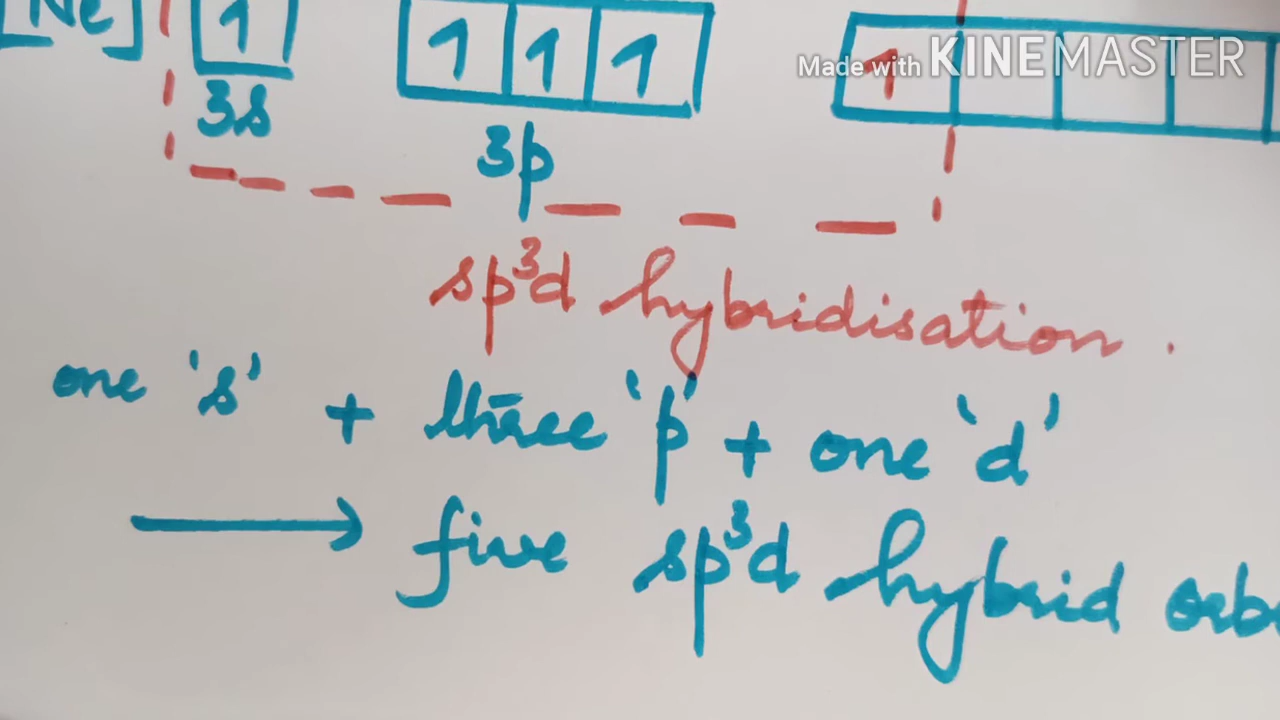 [Ne] 1 1 1 1 1
Made with KINEMASTER
3s 3p
sp³d hybridisation.
one 's' + three 'p' + one 'd'
⟶ five sp³d hybrid orb